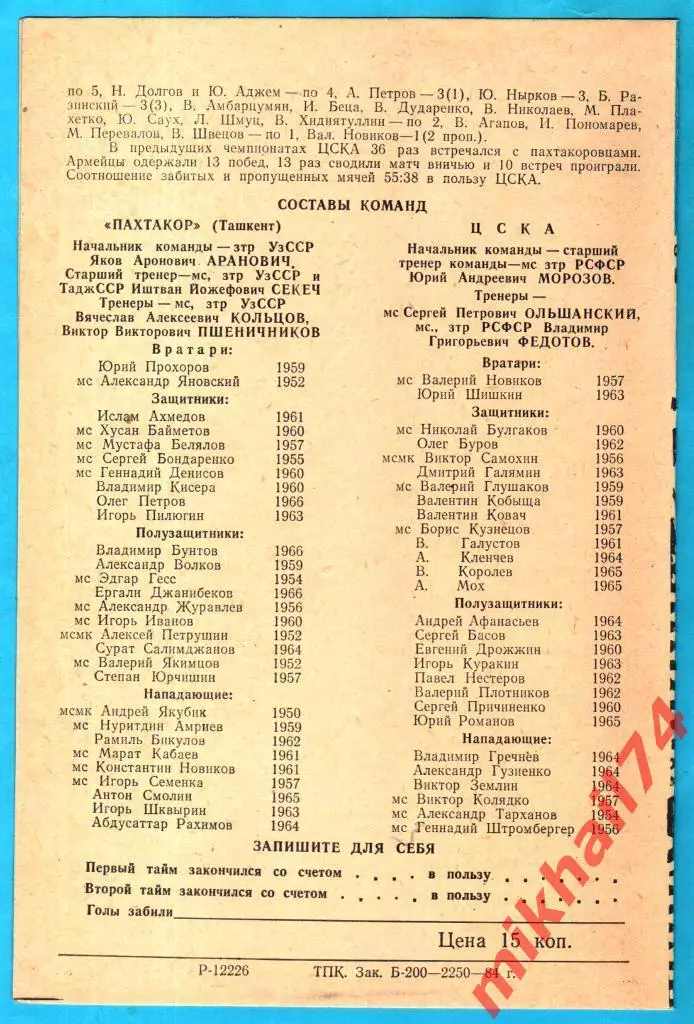 по 5, Н. Долгов и Ю. Аджем — по 4, А. Петров — 3(1), Ю. Нырков — 3, Б. Ра-
зинский — 3(3), В. Амбарцумян, И. Беца, В. Дударенко, В. Николаев, М. Пла-
хетко, Ю. Саух, Л. Шмуц, В. Хидиятуллин — по 2, В. Агапов, И. Пономарев,
М. Перевалов, В. Швецов — по 1, Вал. Новиков—1(2 проп.).
В предыдущих чемпионатах ЦСКА 36 раз встречался с пахтакоровцами.
Армейцы одержали 13 побед, 13 раз сводили матч вничью и 10 встреч проиграли.
Соотношение забитых и пропущенных мячей 55:38 в пользу ЦСКА.
СОСТАВЫ КОМАНД
«ПАХТАКОР» (Ташкент)
Начальник команды — зтр УзССР
Яков Аронович АРАНОВИЧ,
Старший тренер—мс, зтр УзССР и
ТаджССР Иштван Йожефович СЕКЕЧ
Тренеры — мс, зтр УзССР
Вячеслав Алексеевич КОЛЬЦОВ,
Виктор Викторович ПШЕНИЧНИКОВ
Вратари:
Юрий Прохоров 1959
мс Александр Яновский 1952
Защитники:
Ислам Ахмедов 1961
мс Хусан Байметов 1960
мс Мустафа Белялов 1957
мс Сергей Бондаренко 1955
мс Геннадий Денисов 1960
Владимир Кисера 1960
Олег Петров 1966
Игорь Пилюгин 1963
Полузащитники:
Владимир Бунтов 1966
Александр Волков 1959
мс Эдгар Гесс 1954
Ергали Джанибеков 1966
мс Александр Журавлев 1956
мс Игорь Иванов 1960
мсмк Алексей Петрушин 1952
Сурат Салимджанов 1964
мс Валерий Якимцов 1952
Степан Юрчишин 1957
Нападающие:
мсмк Андрей Якубик 1950
мс Нуритдин Амриев 1959
Рамиль Бикулов 1962
мс Марат Кабаев 1961
мс Константин Новиков 1961
мс Игорь Семенка 1957
Антон Смолин 1965
Игорь Шквырин 1963
Абдусаттар Рахимов 1964
ЦСКА
Начальник команды — старший
тренер команды—мс зтр РСФСР
Юрий Андреевич МОРОЗОВ.
Тренеры —
мс Сергей Петрович ОЛЬШАНСКИЙ,
мс., зтр РСФСР Владимир
Григорьевич ФЕДОТОВ.
Вратари:
мс Валерий Новиков 1957
Юрий Шишкин 1963
Защитники:
мс Николай Булгаков 1960
Олег Буров 1962
мсмк Виктор Самохин 1956
Дмитрий Галямин 1963
мс Валерий Глушаков 1959
Валентин Кобыща 1959
Валентин Ковач 1961
мс Борис Кузнецов 1957
В. Галустов 1961
А. Кленчев 1964
В. Королев 1965
А. Мох 1965
Полузащитники:
Андрей Афанасьев 1964
Сергей Басов 1963
Евгений Дрожжин 1960
Игорь Куракин 1963
Павел Нестеров 1962
Валерий Плотников 1962
Сергей Причиненко 1960
Юрий Романов 1965
Нападающие:
Владимир Гречнев 1964
Александр Гузиенко 1964
Виктор Землин 1964
мс Виктор Колядко 1957
мс Александр Тарханов 1954
мс Геннадий Штромбергер 1956
ЗАПИШИТЕ ДЛЯ СЕБЯ
Первый тайм закончился со счетом . . . . в пользу . . . . . . .
Второй тайм закончился со счетом . . . . . в пользу . . . . . . .
Голы забили
Цена 15 коп.
Р-12226 ТПК. Зак. Б-200—2250—84 г.
mikhail74